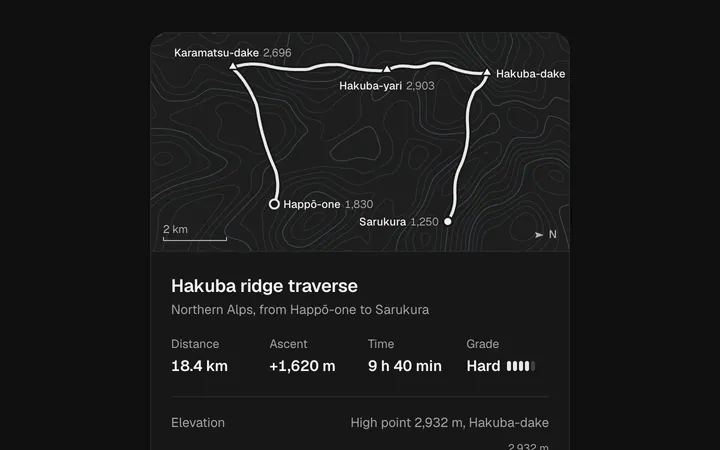 Karamatsu-dake 2,696
Hakuba-dake
Hakuba-yari 2,903
Happō-one 1,830
Sarukura 1,250
2 km
N
Hakuba ridge traverse
Northern Alps, from Happō-one to Sarukura
Distance Ascent Time Grade
18.4 km +1,620 m 9 h 40 min Hard
Elevation High point 2,932 m, Hakuba-dake
2,932 m